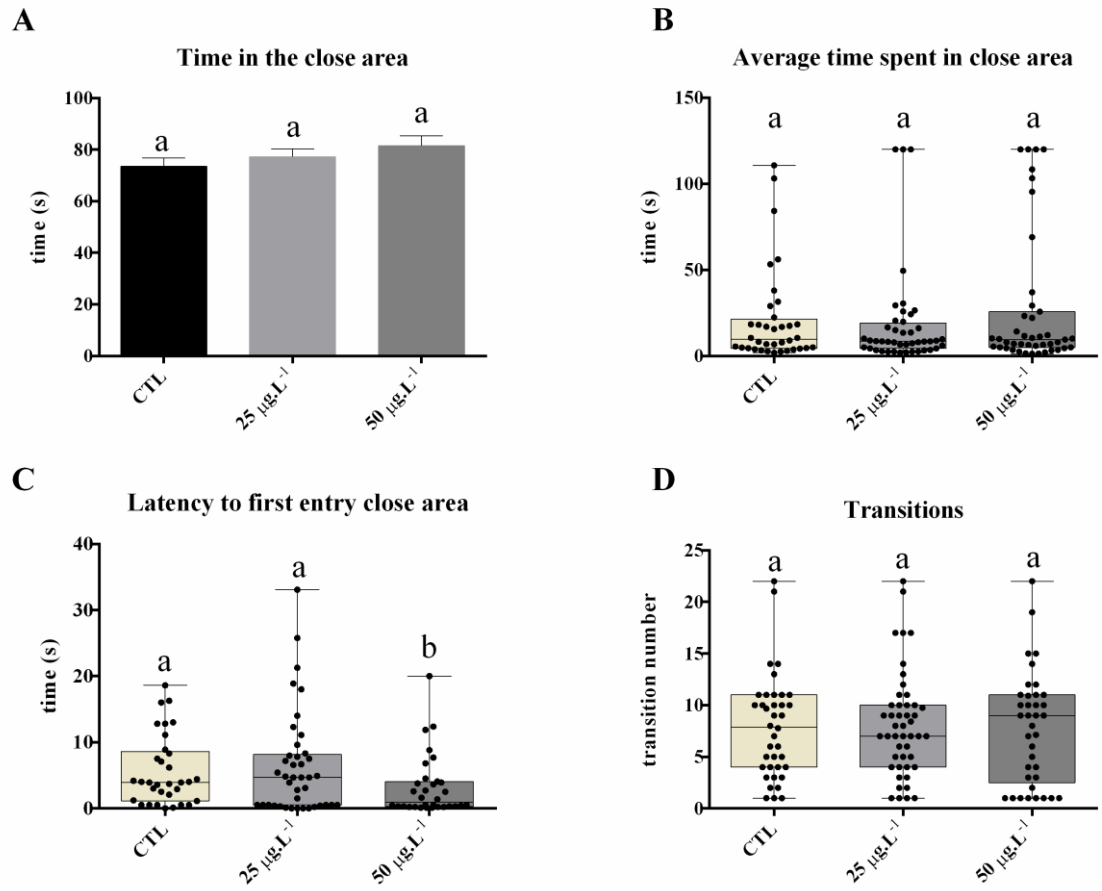 A
Time in the close area
100
80
60
40
20
0
time (s)
a
a
a
CTL
25 µg.L⁻¹
50 µg.L⁻¹
B
Average time spent in close area
150
100
50
0
time (s)
a
a
a
CTL
25 µg.L⁻¹
50 µg.L⁻¹
C
Latency to first entry close area
40
30
20
10
0
time (s)
a
a
b
CTL
25 µg.L⁻¹
50 µg.L⁻¹
D
Transitions
25
20
15
10
5
0
transition number
a
a
a
CTL
25 µg.L⁻¹
50 µg.L⁻¹